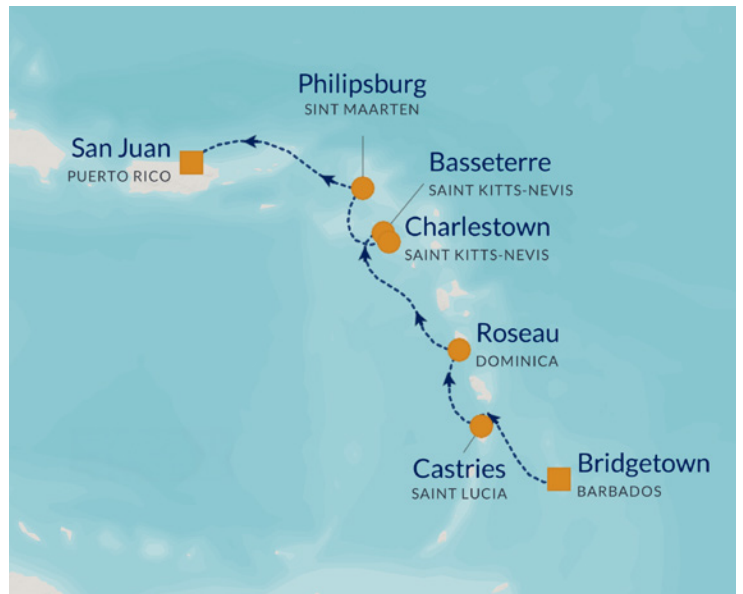 Philipsburg
SINT MAARTEN
San Juan
PUERTO RICO
Basseterre
SAINT KITTS-NEVIS
Charlestown
SAINT KITTS-NEVIS
Roseau
DOMINICA
Castries
SAINT LUCIA
Bridgetown
BARBADOS